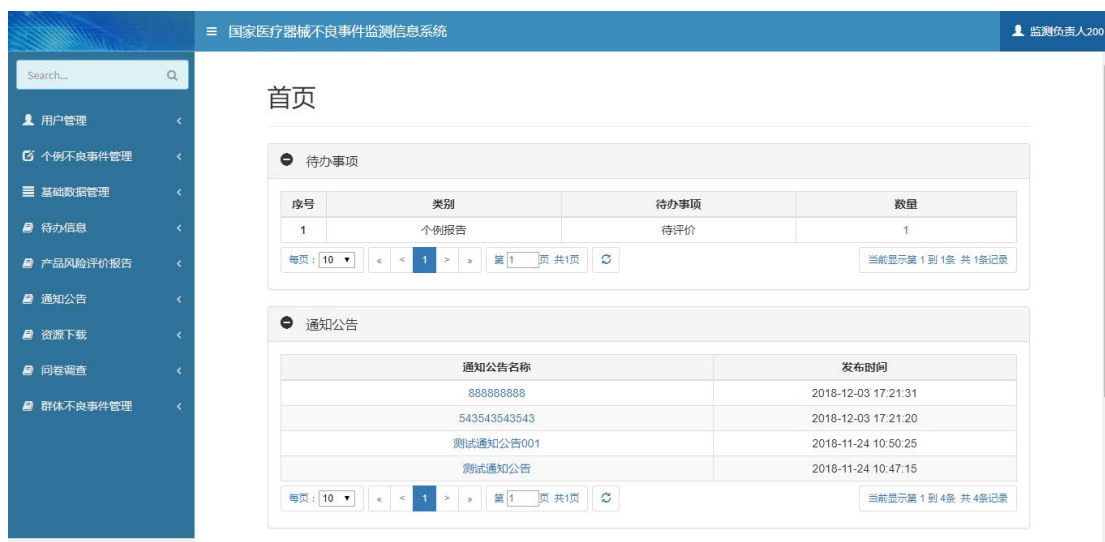 国家医疗器械不良事件监测信息系统
监测负责人200
Search...
用户管理
个例不良事件管理
基础数据管理
待办信息
产品风险评价报告
通知公告
资源下载
问卷调查
群体不良事件管理
首页
待办事项
序号 类别 待办事项 数量
1 个例报告 待评价 1
每页: 10 « < 1 > » 第 1 页 共1页 当前显示第 1 到 1条 共 1条记录
通知公告
通知公告名称 发布时间
888888888 2018-12-03 17:21:31
543543543543 2018-12-03 17:21:20
测试通知公告001 2018-11-24 10:50:25
测试通知公告 2018-11-24 10:47:15
每页: 10 « < 1 > » 第 1 页 共1页 当前显示第 1 到 4条 共 4条记录